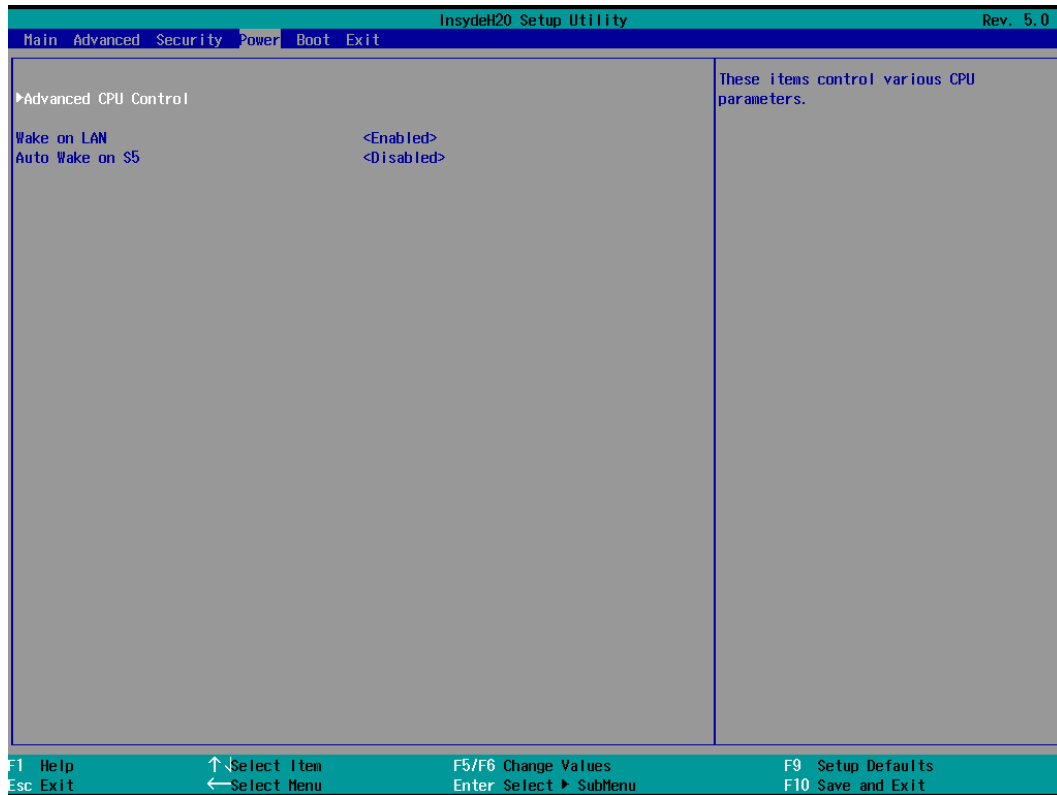 InsydeH20 Setup Utility Rev. 5.0
Main Advanced Security Power Boot Exit
▶Advanced CPU Control
Wake on LAN <Enabled>
Auto Wake on S5 <Disabled>
These items control various CPU
parameters.
F1 Help ↑↓Select Item F5/F6 Change Values F9 Setup Defaults
Esc Exit ←Select Menu Enter Select ▶ SubMenu F10 Save and Exit